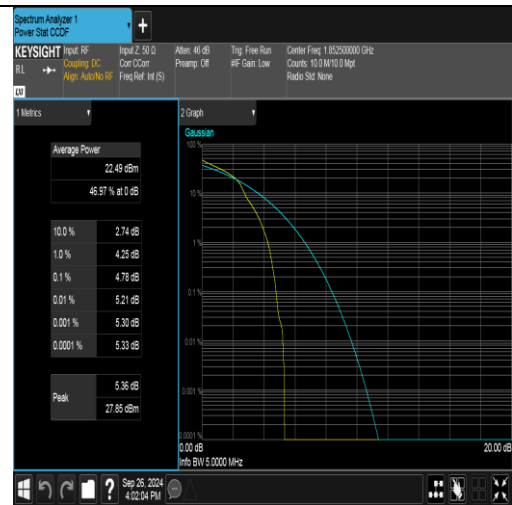 Spectrum Analyzer 1
Power Stat CCDF
+
KEYSIGHT
RL
Input: RF
Coupling: DC
Align: Auto/No RF
Input Z: 50 Ω
Corr CCorr
Freq Ref: Int (S)
Atten: 46 dB
Preamp: Off
Trig: Free Run
#IF Gain: Low
Center Freq: 1.852500000 GHz
Counts: 10.0 M/10.0 Mpt
Radio Std: None
LXI
1 Metrics
Average Power
22.49 dBm
46.97 % at 0 dB
10.0 % 2.74 dB
1.0 % 4.25 dB
0.1 % 4.78 dB
0.01 % 5.21 dB
0.001 % 5.30 dB
0.0001 % 5.33 dB
Peak
5.36 dB
27.85 dBm
2 Graph
Gaussian
100 %
10 %
1 %
0.1 %
0.01 %
0.001 %
0.0001 %
0.00 dB 20.00 dB
Info BW 5.0000 MHz
?
Sep 26, 2024
4:02:04 PM